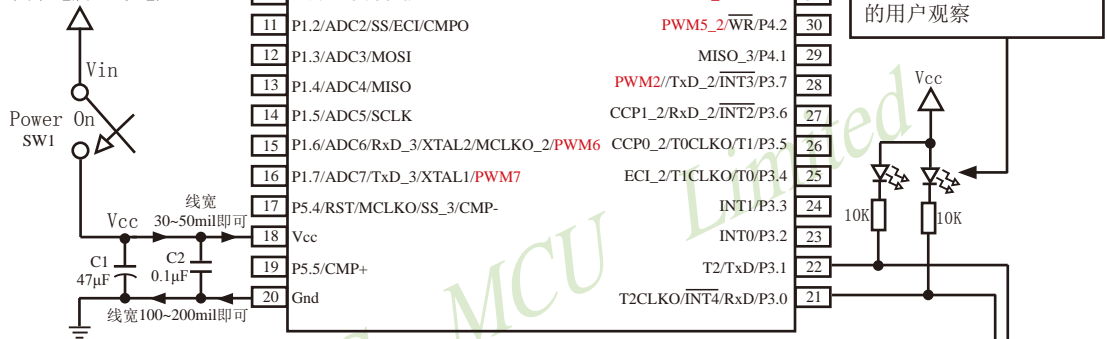 的用户观察
11 P1.2/ADC2/SS/ECI/CMPO
PWM5_2/WR/P4.2 30
12 P1.3/ADC3/MOSI
MISO_3/P4.1 29
Vin
13 P1.4/ADC4/MISO
PWM2//TxD_2/INT3/P3.7 28
Vcc
Power On
SW1
14 P1.5/ADC5/SCLK
CCP1_2/RxD_2/INT2/P3.6 27
15 P1.6/ADC6/RxD_3/XTAL2/MCLKO_2/PWM6
CCP0_2/T0CLKO/T1/P3.5 26
16 P1.7/ADC7/TxD_3/XTAL1/PWM7
ECI_2/T1CLKO/T0/P3.4 25
线宽
30~50mil即可
17 P5.4/RST/MCLKO/SS_3/CMP-
INT1/P3.3 24
10K
10K
Vcc
18 Vcc
INT0/P3.2 23
C1
47μF
C2
0.1μF
19 P5.5/CMP+
T2/TxD/P3.1 22
20 Gnd
T2CLKO/INT4/RxD/P3.0 21
线宽100~200mil即可
MCU Limited